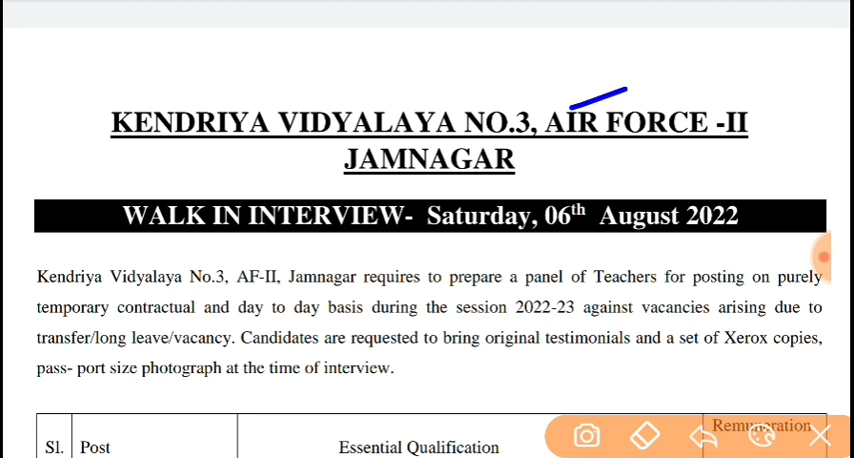 KENDRIYA VIDYALAYA NO.3, AIR FORCE -II
JAMNAGAR
WALK IN INTERVIEW- Saturday, 06th August 2022
Kendriya Vidyalaya No.3, AF-II, Jamnagar requires to prepare a panel of Teachers for posting on purely
temporary contractual and day to day basis during the session 2022-23 against vacancies arising due to
transfer/long leave/vacancy. Candidates are requested to bring original testimonials and a set of Xerox copies,
pass- port size photograph at the time of interview.
Sl. Post Essential Qualification Remuneration